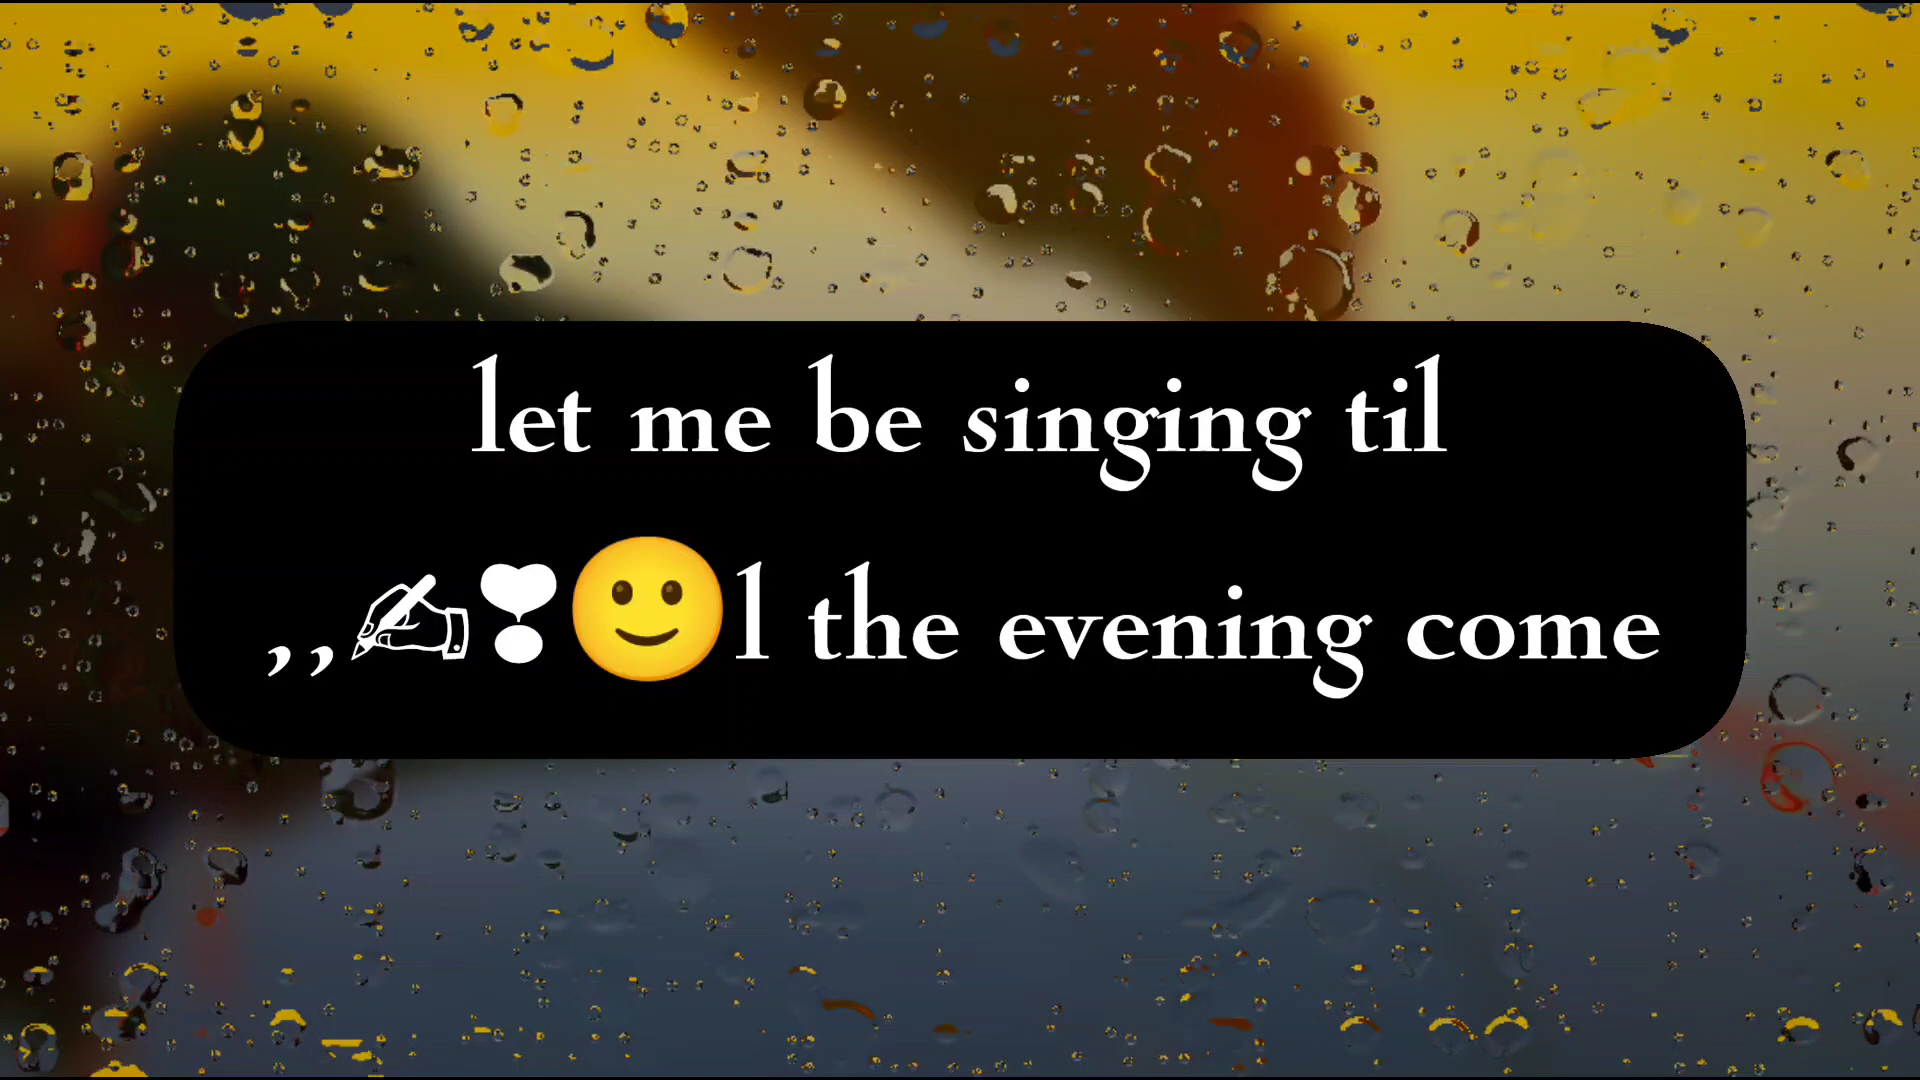 let me be singing til
,,✍❣🙂l the evening come